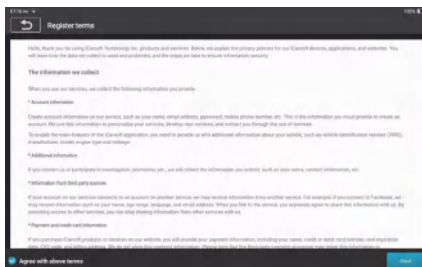 100%
Register terms
Hello, thank you for using iCarsoft Technology Inc. products and services. Below, we explain the privacy policies for our iCarsoft devices, applications, and websites. You
will learn how the data we collect is used and protected, and the steps we take to ensure information security.
The information we collect
When you use our services, we collect the following information you provide.
* Account information
Create account information on our service, such as your name, email address, password, mobile phone number, etc. This is the information you must provide to create an
account. We use this information to personalize your services, develop new services, and contact you through the use of services.
To enable the main features of the iCarsoft application, you need to provide us with additional information about your vehicle, such as vehicle identification number (VIN),
manufacturer, model, engine type and mileage.
* Additional information
If you contact us or participate in investigation, promotion, etc., we will collect the information you submit, such as your name, contact information, etc.
* Information from third party sources
If your account on our services connects to an account on another service, we may receive information from another service. For example, if you connect to Facebook, we
may receive information such as your name, age range, language, and email address. When you link to the service, you expressly agree to share this information with us. By
revoking access to other services, you can stop sharing information from other services with us.
* Payment and credit card information
If you purchase iCarsoft products or services on our website, you will provide your payment information, including your name, credit or debit card number, card expiration
Agree with above terms
Next